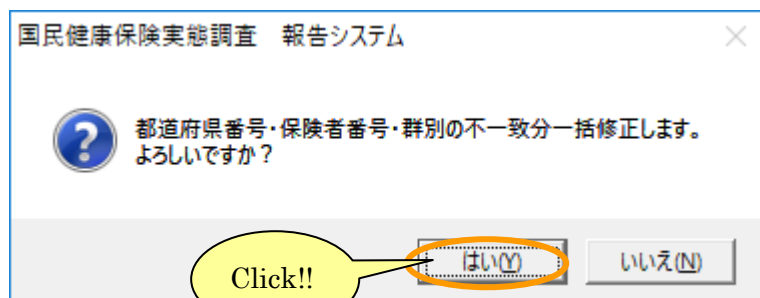 国民健康保険実態調査　報告システム
都道府県番号・保険者番号・群別の不一致分一括修正します。
よろしいですか？
はい(Y)
いいえ(N)
Click!!